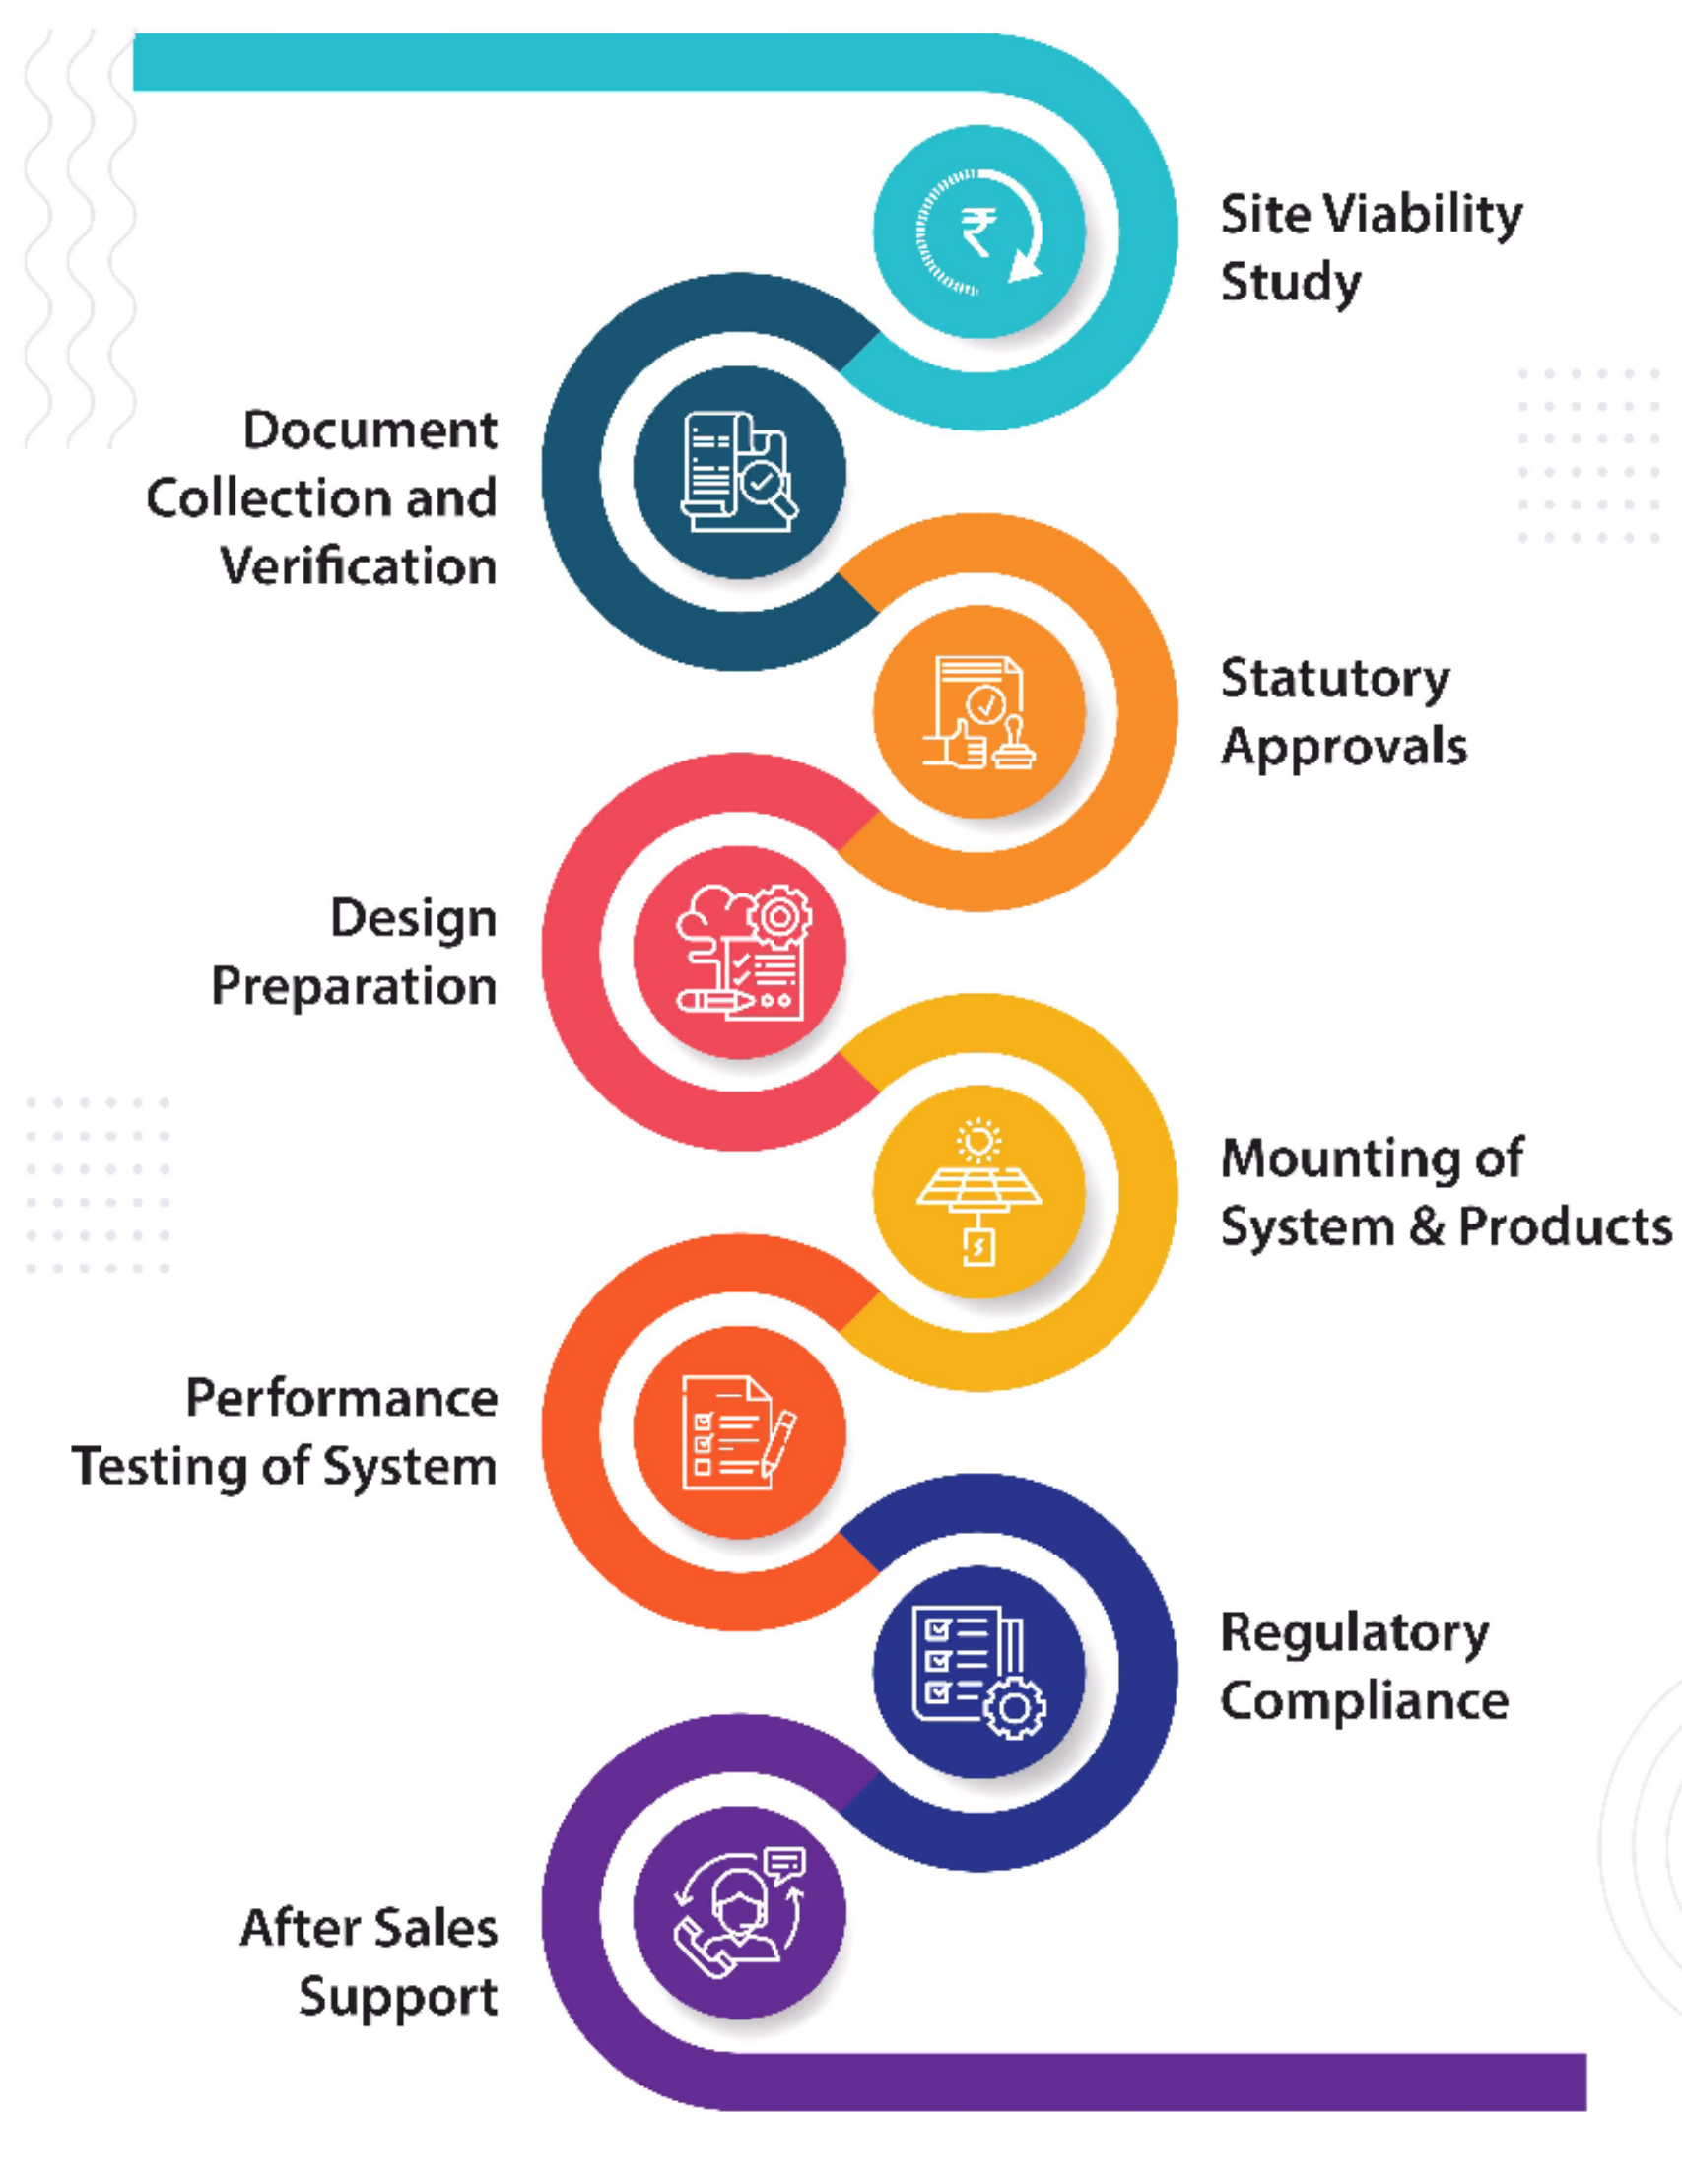 Site Viability
Study
Document
Collection and
Verification
Statutory
Approvals
Design
Preparation
Mounting of
System & Products
Performance
Testing of System
Regulatory
Compliance
After Sales
Support